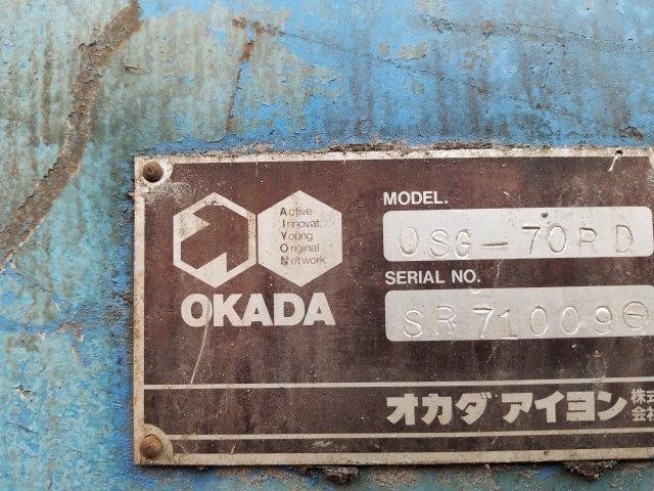 MODEL.
OSG-70RD
SERIAL NO.
SR71009⊖
Active
Innovat.
Young
Original
Network
OKADA
オカダ アイヨン 株式
会社